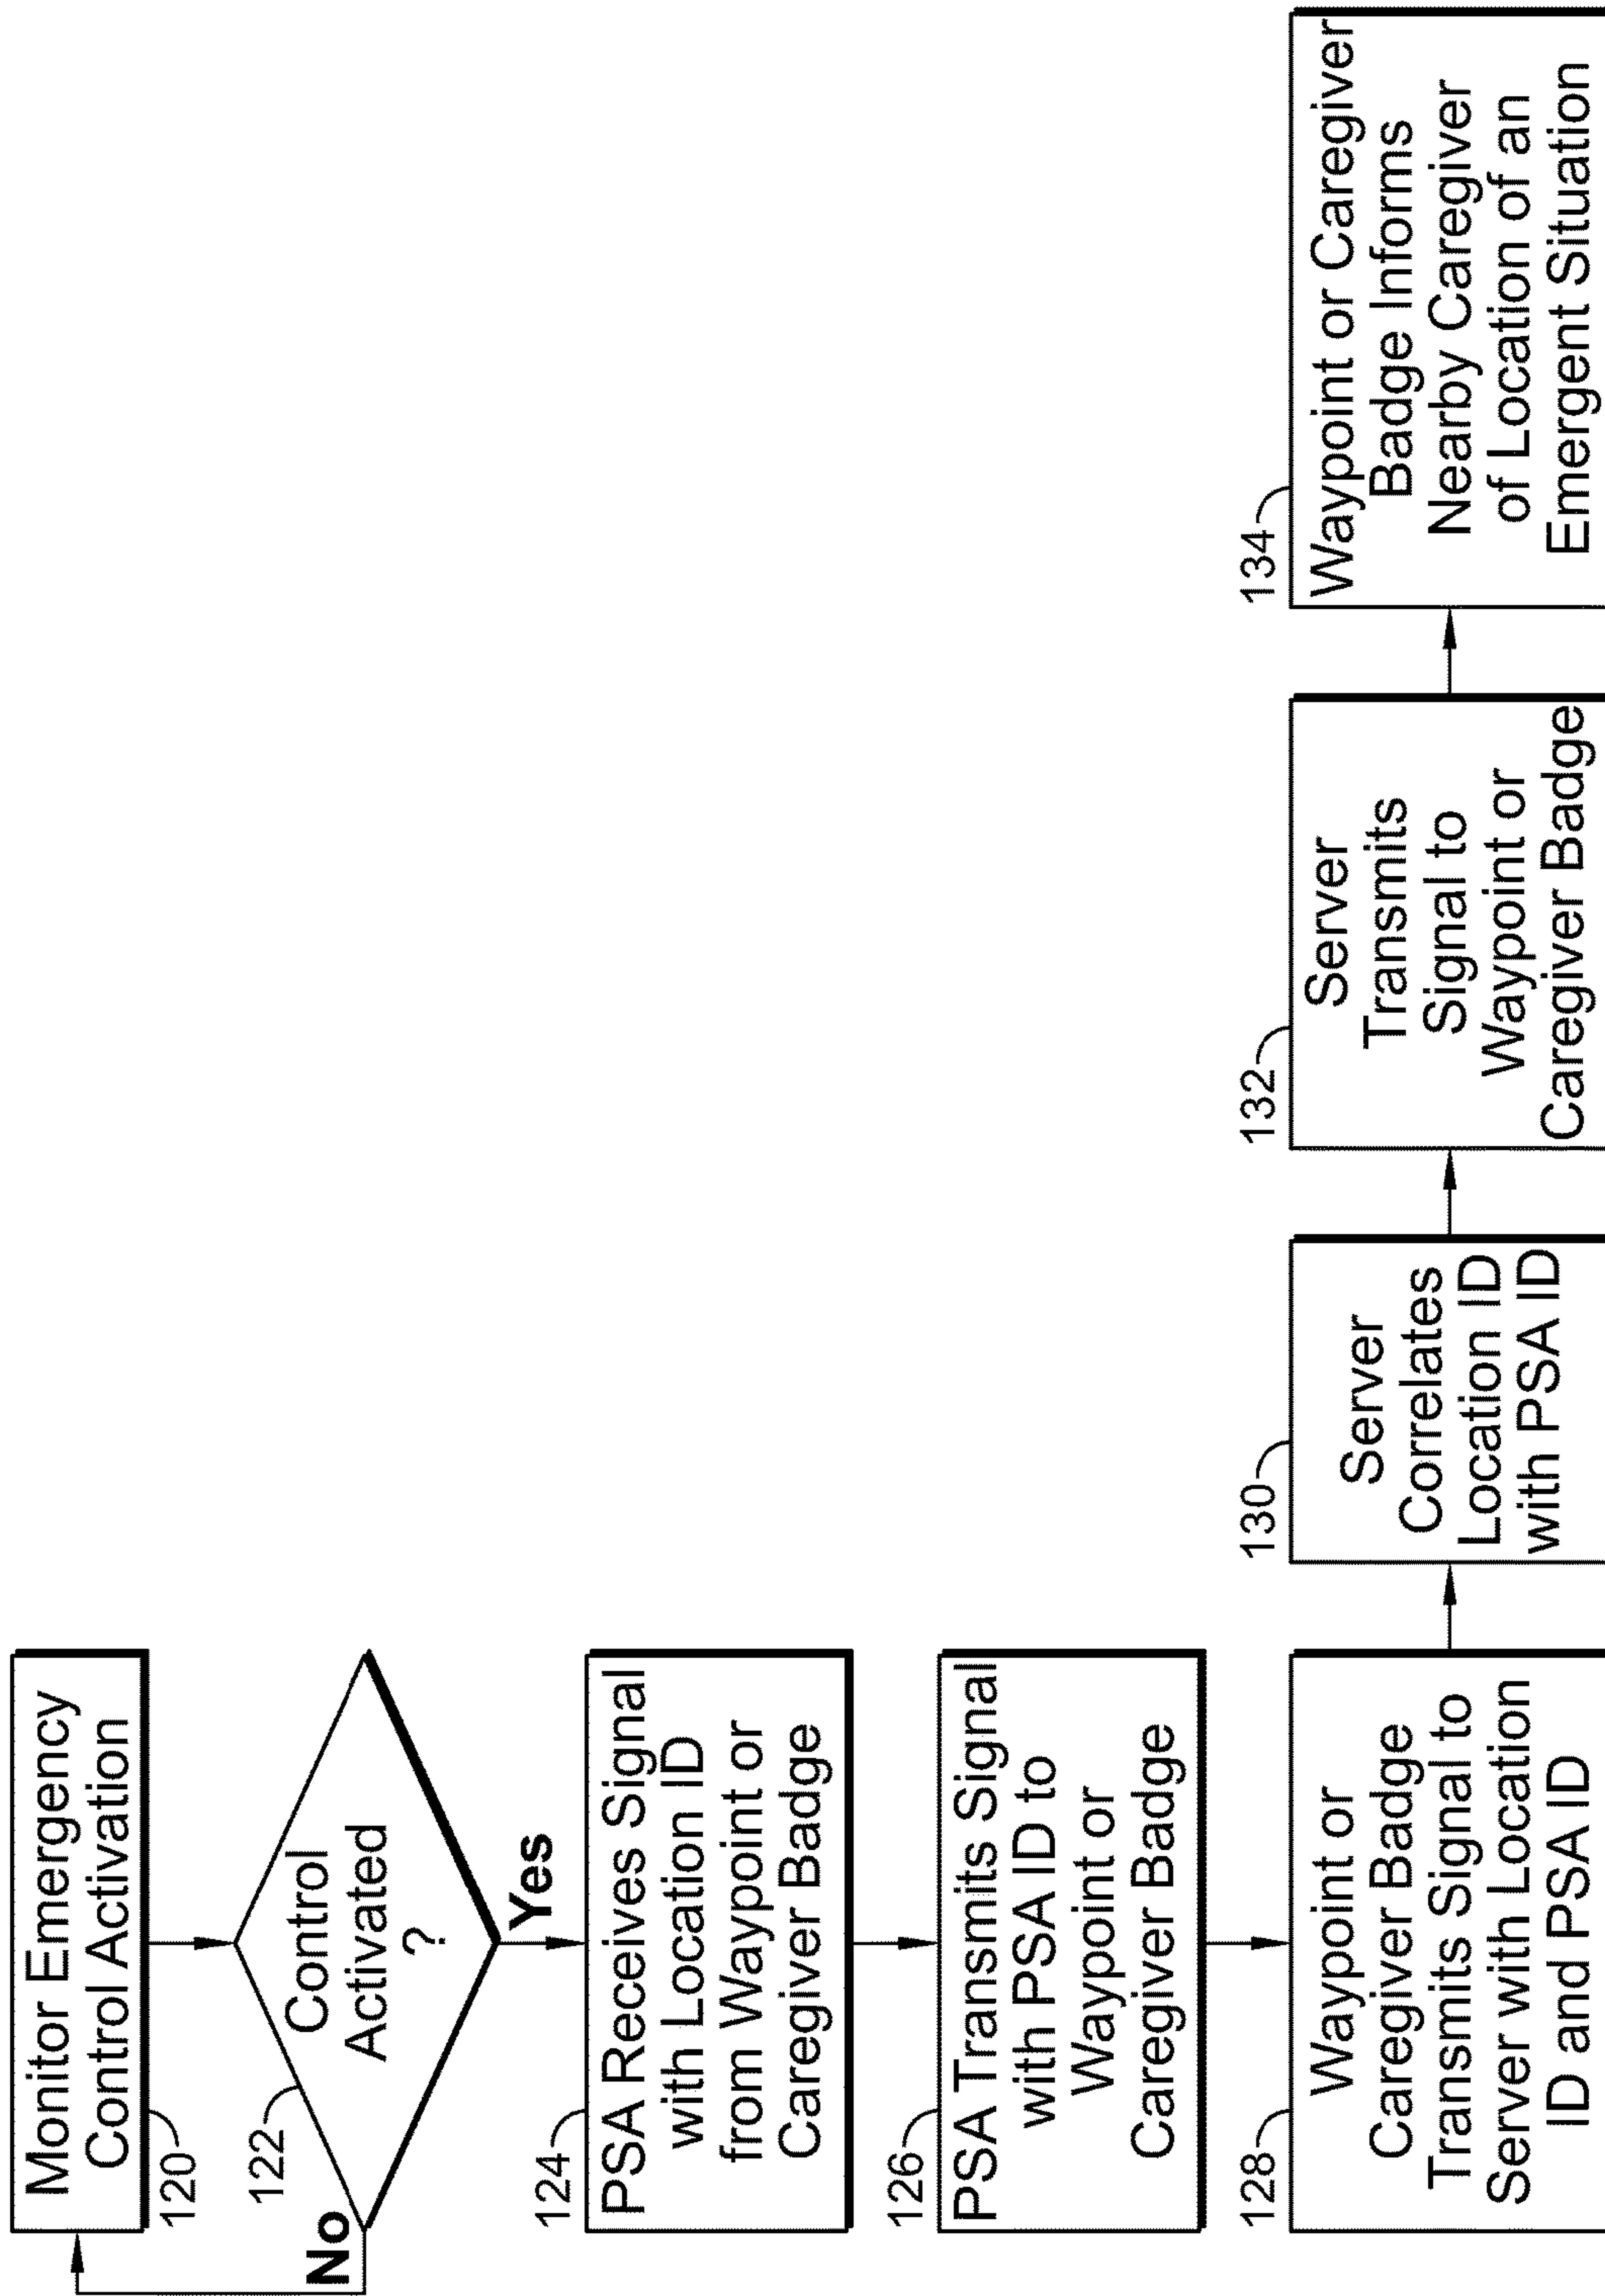 Monitor Emergency
Control Activation
120
122
Control
Activated
?
No
Yes
124
PSA Receives Signal
with Location ID
from Waypoint or
Caregiver Badge
126
PSA Transmits Signal
with PSA ID to
Waypoint or
Caregiver Badge
128
Waypoint or
Caregiver Badge
Transmits Signal to
Server with Location
ID and PSA ID
130
Server
Correlates
Location ID
with PSA ID
132
Server
Transmits
Signal to
Waypoint or
Caregiver Badge
134
Waypoint or Caregiver
Badge Informs
Nearby Caregiver
of Location of an
Emergent Situation